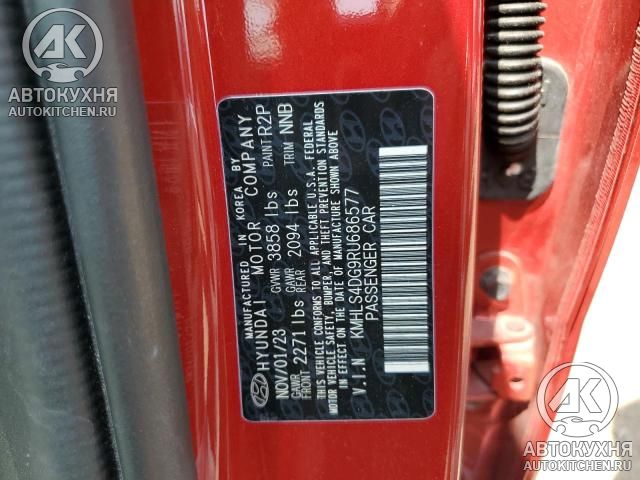 AK
АВТОКУХНЯ
AUTOKITCHEN.RU
MANUFACTURED IN KOREA BY
HYUNDAI MOTOR COMPANY
NOV/01/23 GVWR 3858 lbs PAINT R2P
GAWR FRONT 2271 lbs GAWR REAR 2094 lbs TRIM NNB
THIS VEHICLE CONFORMS TO ALL APPLICABLE U.S.A. FEDERAL
MOTOR VEHICLE SAFETY, BUMPER, AND THEFT PREVENTION STANDARDS
IN EFFECT ON THE DATE OF MANUFACTURE SHOWN ABOVE
V.I.N KMHLS4DG9RU686577
PASSENGER CAR
AK
АВТОКУХНЯ
AUTOKITCHEN.RU